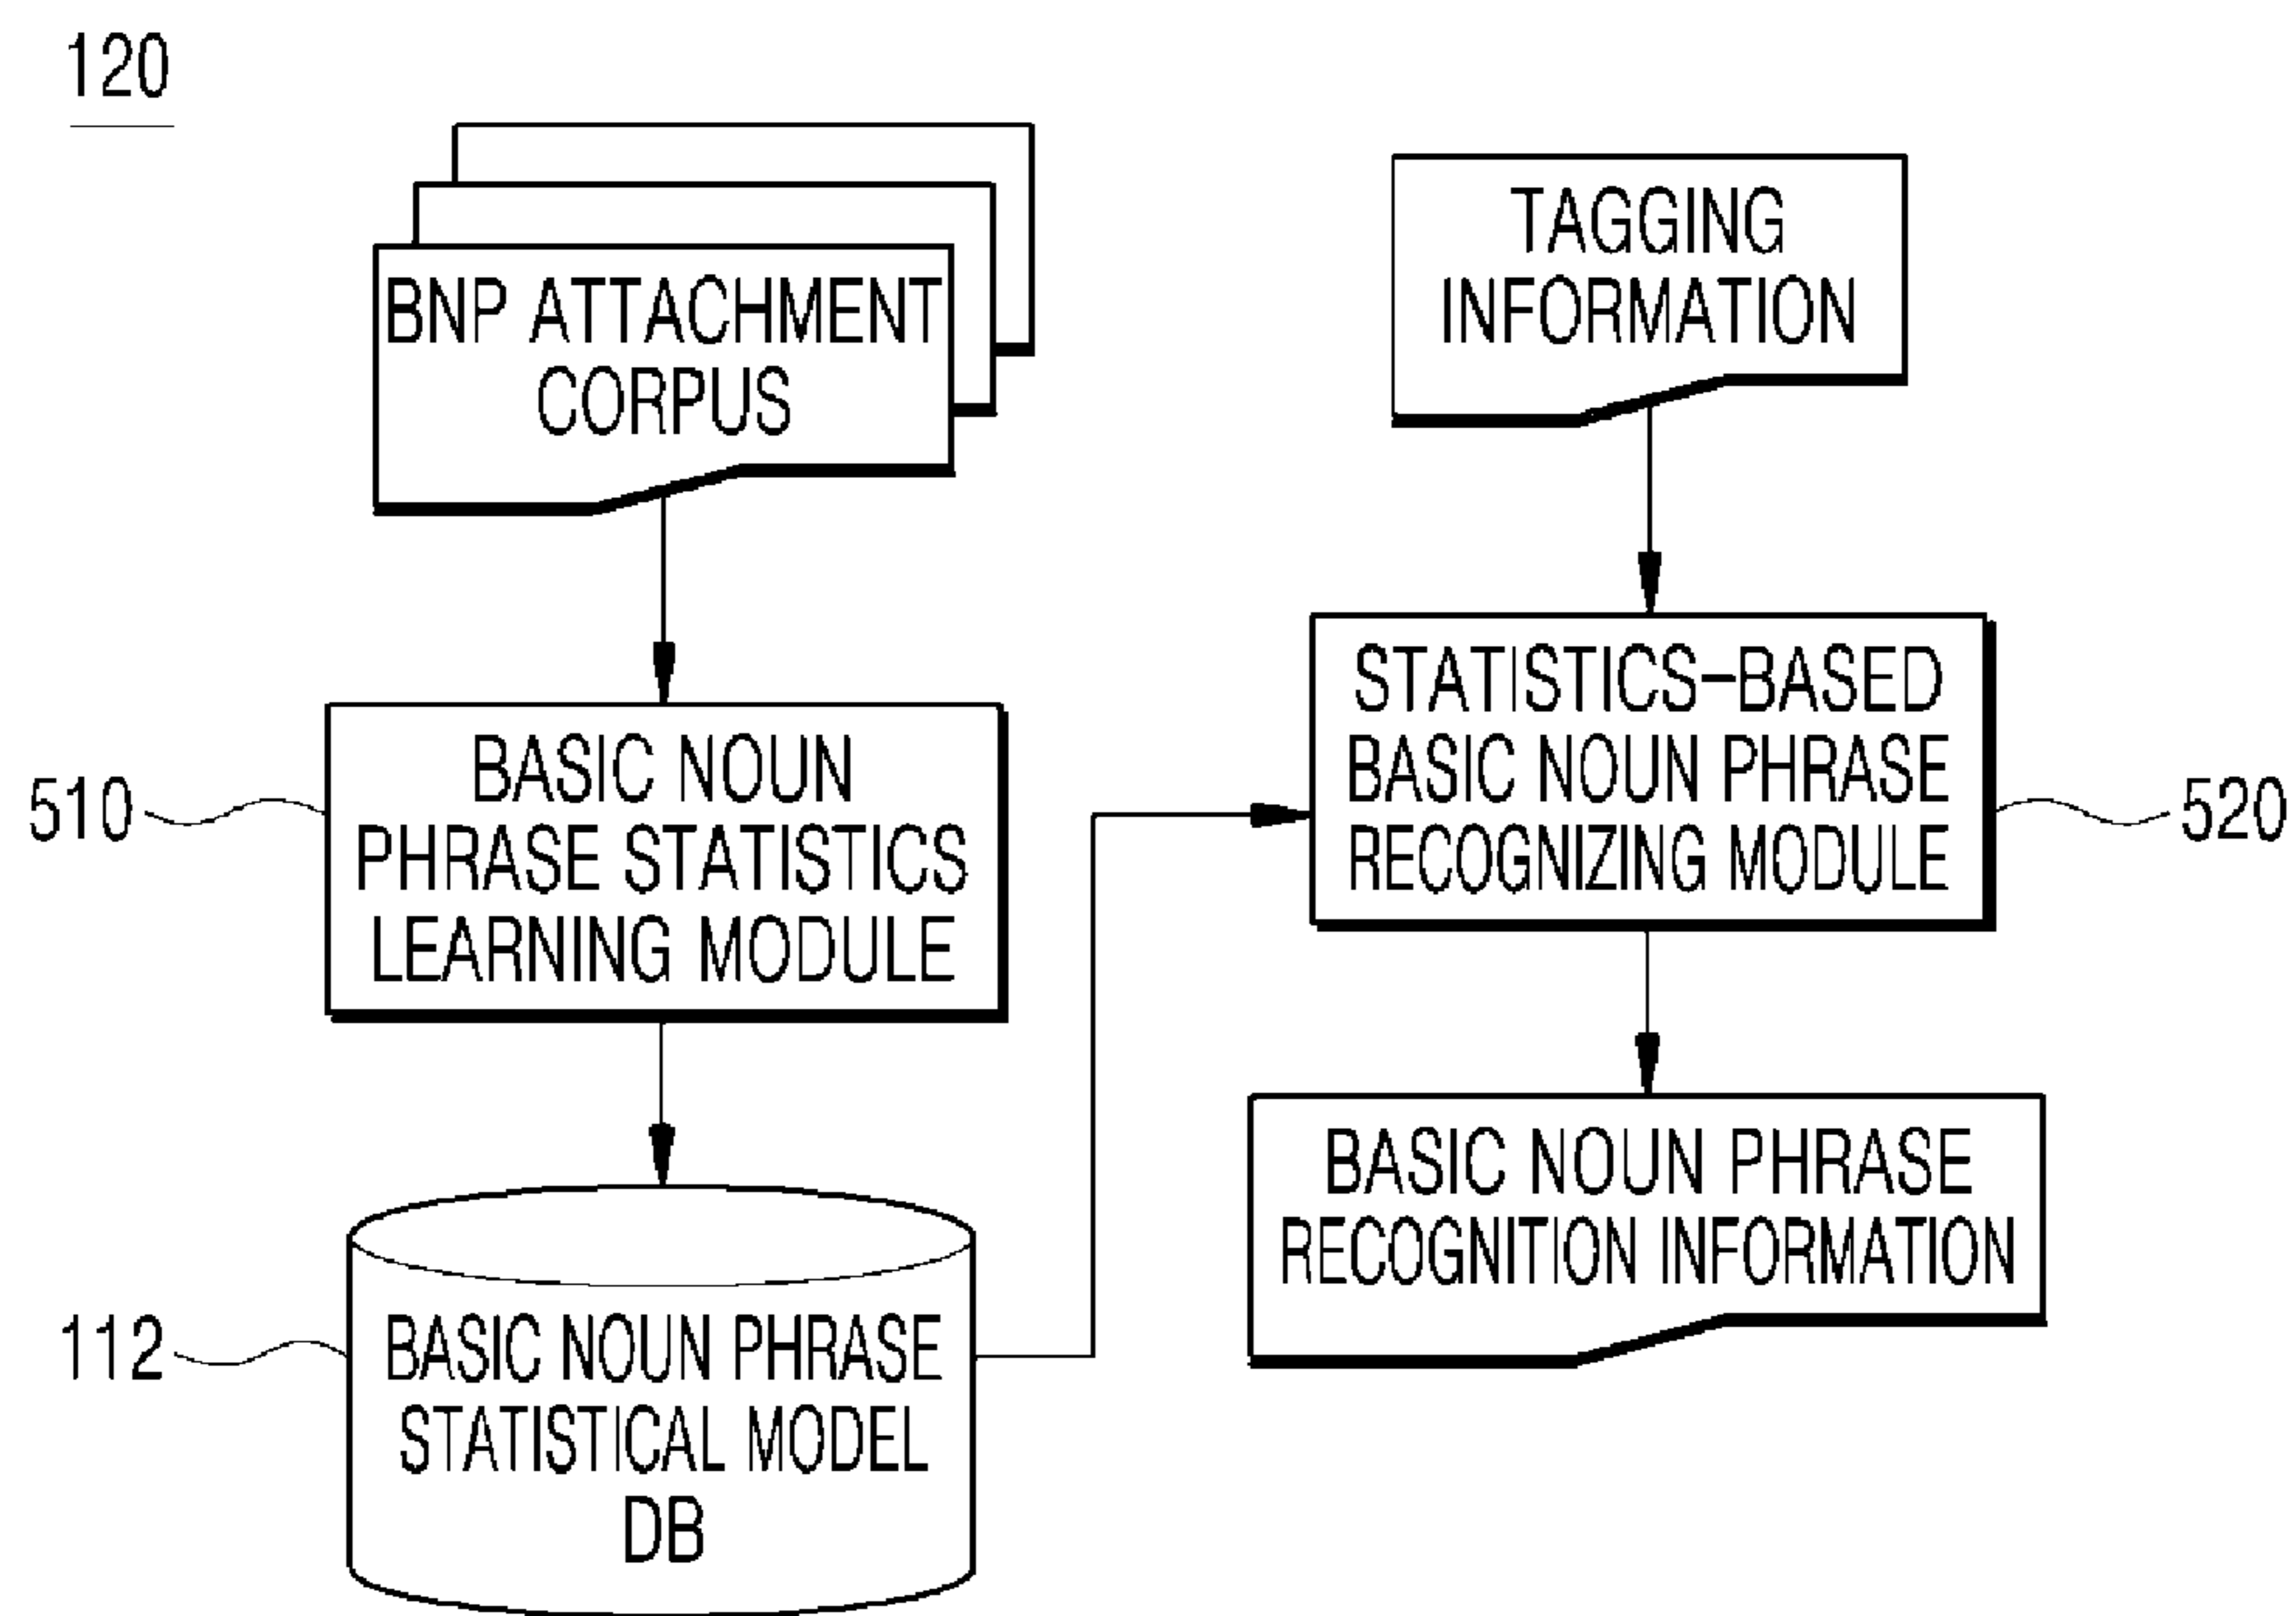 120
BNP ATTACHMENT
CORPUS
TAGGING
INFORMATION
510
BASIC NOUN
PHRASE STATISTICS
LEARNING MODULE
STATISTICS-BASED
BASIC NOUN PHRASE
RECOGNIZING MODULE
520
112
BASIC NOUN PHRASE
STATISTICAL MODEL
DB
BASIC NOUN PHRASE
RECOGNITION INFORMATION